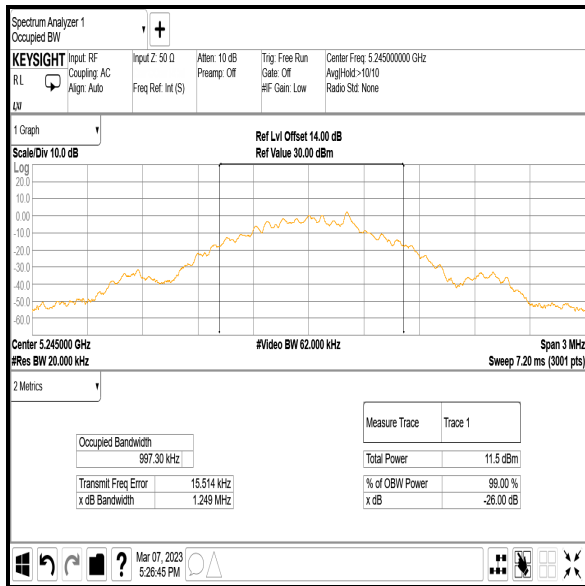 Spectrum Analyzer 1
Occupied BW
+
KEYSIGHT
R L
LXI
Input: RF
Coupling: AC
Align: Auto
Input Z: 50 Ω
Freq Ref: Int (S)
Atten: 10 dB
Preamp: Off
Trig: Free Run
Gate: Off
#IF Gain: Low
Center Freq: 5.245000000 GHz
Avg|Hold:>10/10
Radio Std: None
1 Graph
Scale/Div 10.0 dB
Ref Lvl Offset 14.00 dB
Ref Value 30.00 dBm
Log
20.0
10.0
0.00
-10.0
-20.0
-30.0
-40.0
-50.0
-60.0
Center 5.245000 GHz
#Res BW 20.000 kHz
#Video BW 62.000 kHz
Span 3 MHz
Sweep 7.20 ms (3001 pts)
2 Metrics
Occupied Bandwidth
997.30 kHz
Transmit Freq Error 15.514 kHz
x dB Bandwidth 1.249 MHz
Measure Trace Trace 1
Total Power 11.5 dBm
% of OBW Power 99.00 %
x dB -26.00 dB
?
Mar 07, 2023
5:26:45 PM